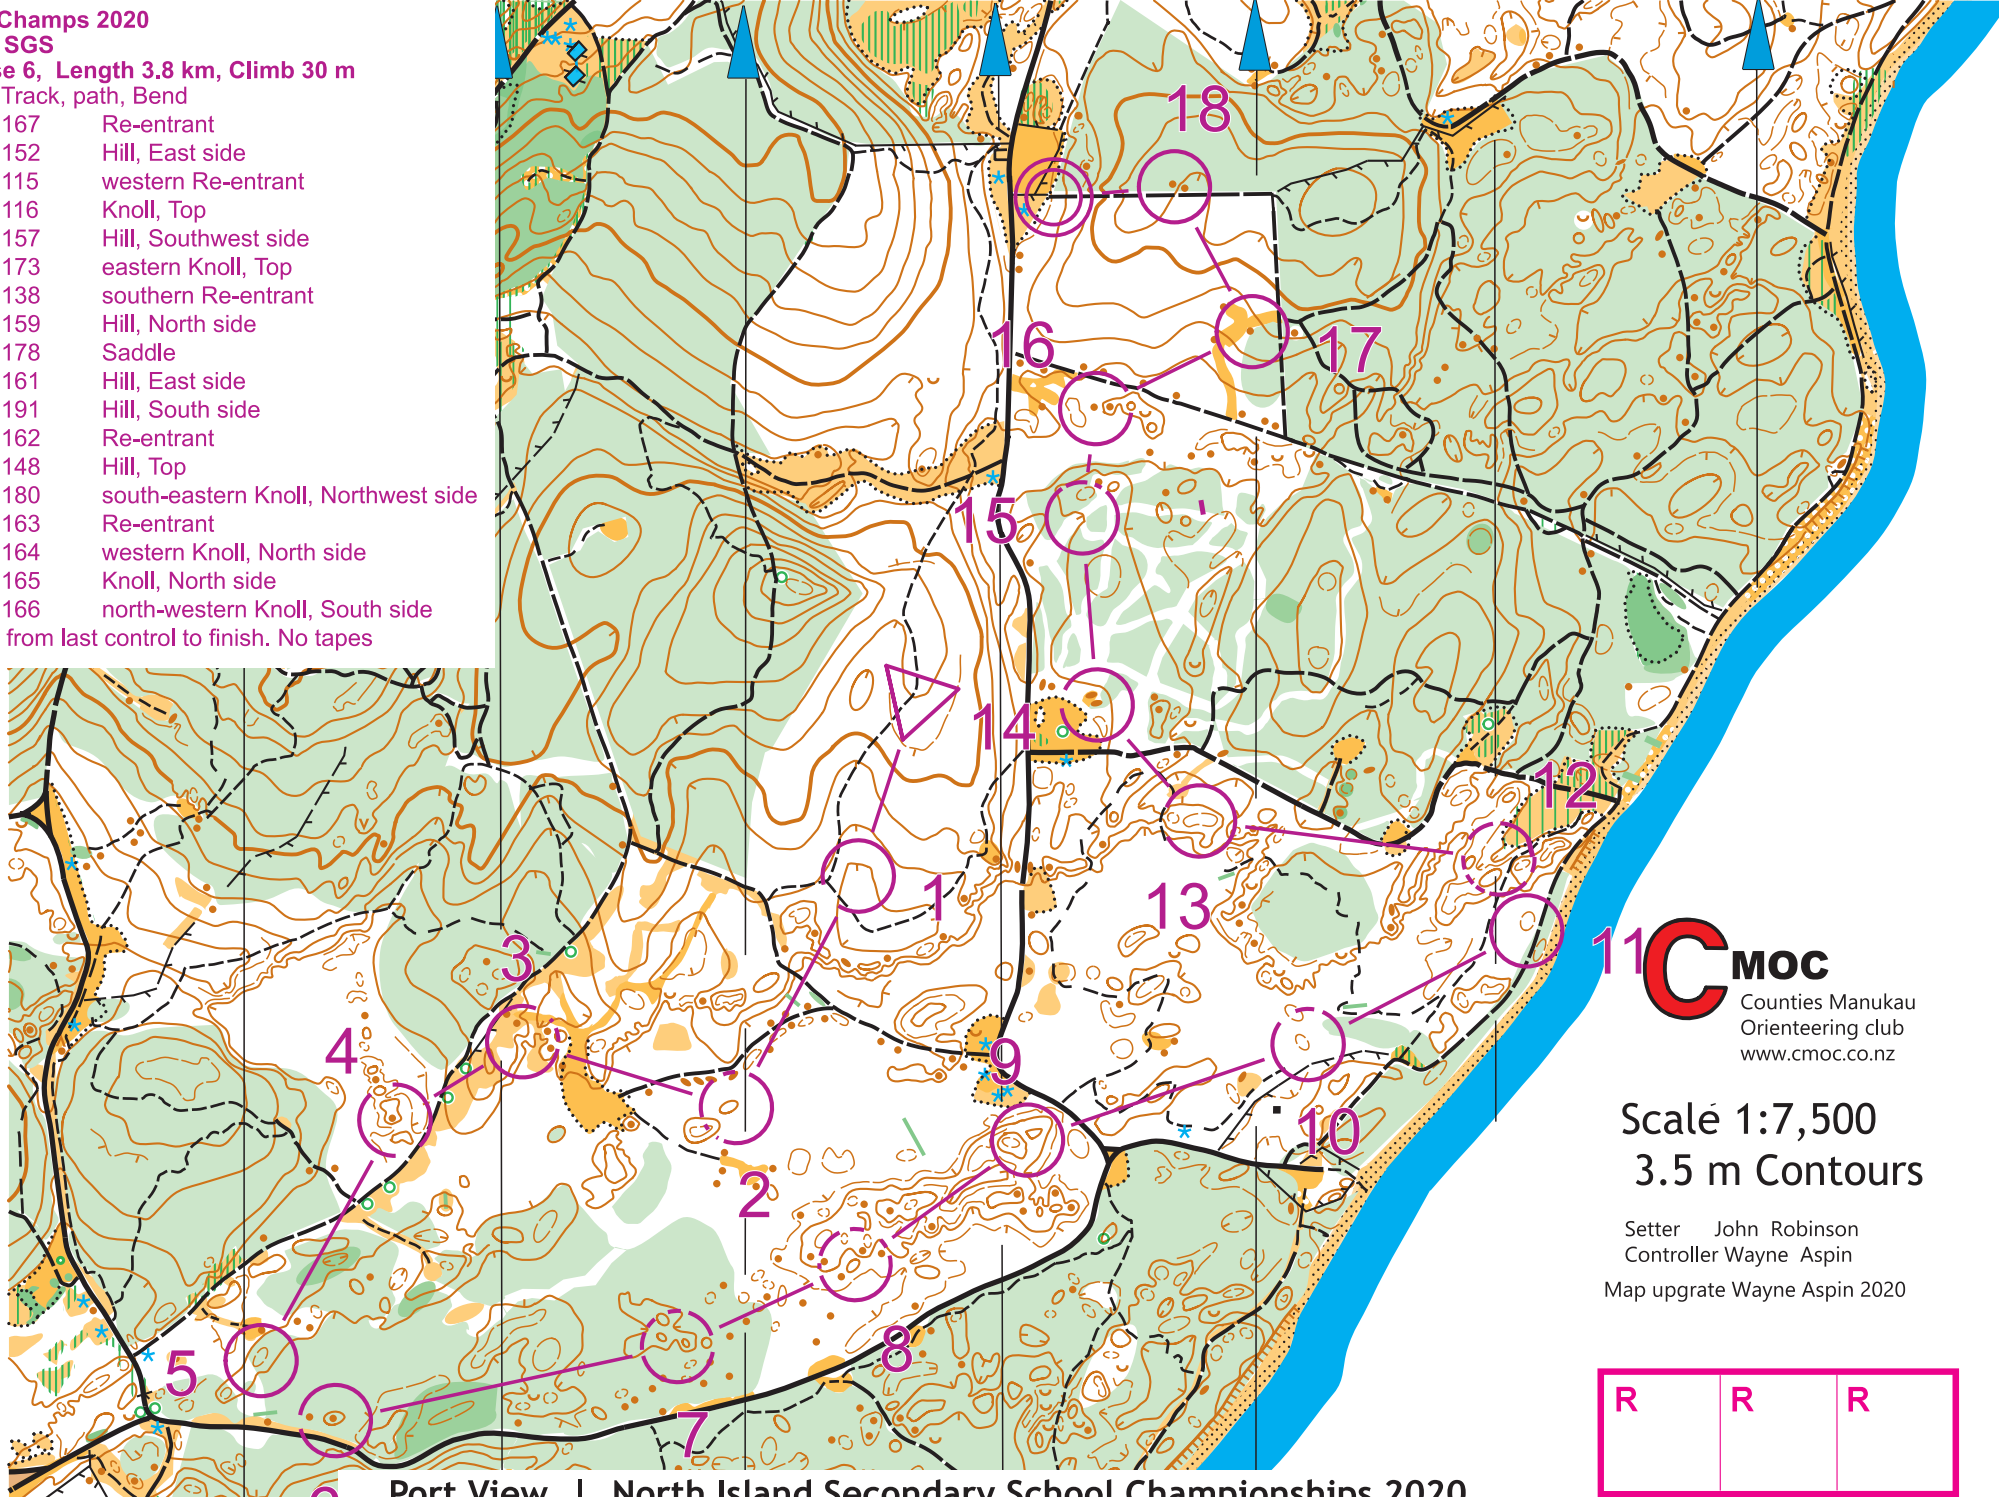 Champs 2020
SGS
se 6, Length 3.8 km, Climb 30 m
Track, path, Bend
167 Re-entrant
152 Hill, East side
115 western Re-entrant
116 Knoll, Top
157 Hill, Southwest side
173 eastern Knoll, Top
138 southern Re-entrant
159 Hill, North side
178 Saddle
161 Hill, East side
191 Hill, South side
162 Re-entrant
148 Hill, Top
180 south-eastern Knoll, Northwest side
163 Re-entrant
164 western Knoll, North side
165 Knoll, North side
166 north-western Knoll, South side
from last control to finish. No tapes
18
16
17
15
14
12
1
13
3
11
4
9
10
2
5
8
7
CMOC
Counties Manukau
Orienteering club
www.cmoc.co.nz
Scale 1:7,500
3.5 m Contours
Setter John Robinson
Controller Wayne Aspin
Map upgrate Wayne Aspin 2020
R R R
Port View | North Island Secondary School Championships 2020